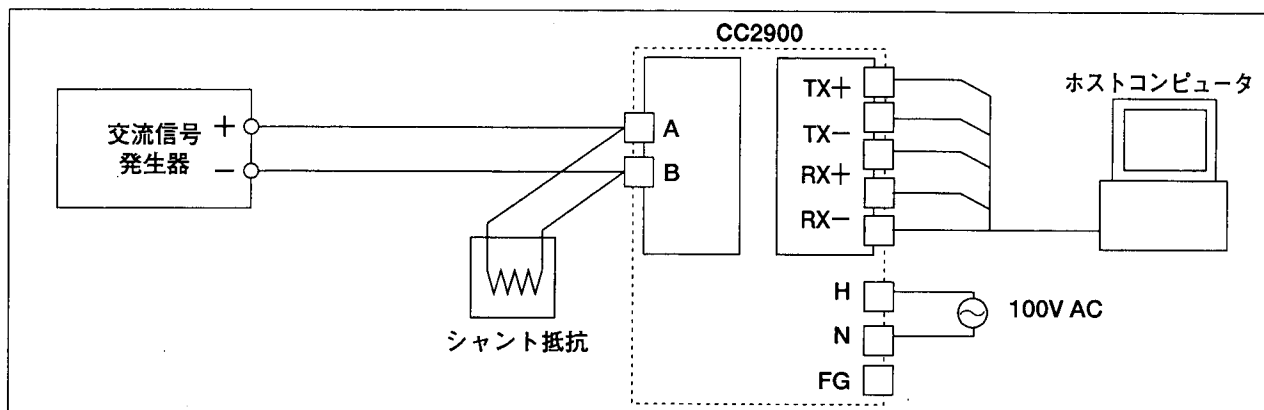 CC2900
交流信号
発生器
+
−
A
B
シャント抵抗
TX+
TX−
RX+
RX−
ホストコンピュータ
H
N
FG
100V AC